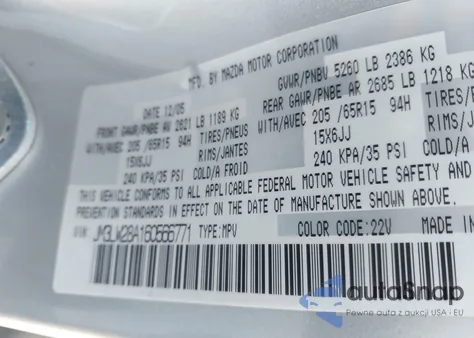 MFD. BY MAZDA MOTOR CORPORATION
DATE 12/05 GVWR/PNBV 5260 LB 2386 KG
FRONT GAWR/PNBE AV 2621 LB 1189 KG REAR GAWR/PNBE AR 2685 LB 1218 KG
WITH/AVEC 205 /65R15 94H TIRES/PNEUS WITH/AVEC 205 /65R15 94H TIRES/
15X6JJ RIMS/JANTES 15X6JJ RIMS/
240 KPA/35 PSI COLD/A FROID 240 KPA/35 PSI COLD/A
THIS VEHICLE CONFORMS TO ALL APPLICABLE FEDERAL MOTOR VEHICLE SAFETY AND
PREVENTION STANDARDS IN EFFECT ON THE DATE OF MANUFACTURE SHOWN ABOVE.
VIN: JM3LW28A160566771 TYPE:MPV COLOR: 22V MADE IN
autoSnap
Pewne auta z aukcji USA i EU